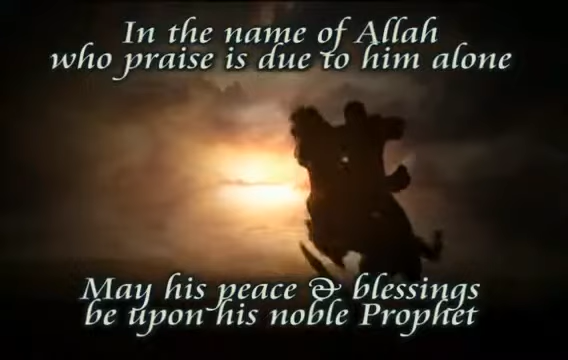 In the name of Allah
who praise is due to him alone
May his peace & blessings
be upon his noble Prophet